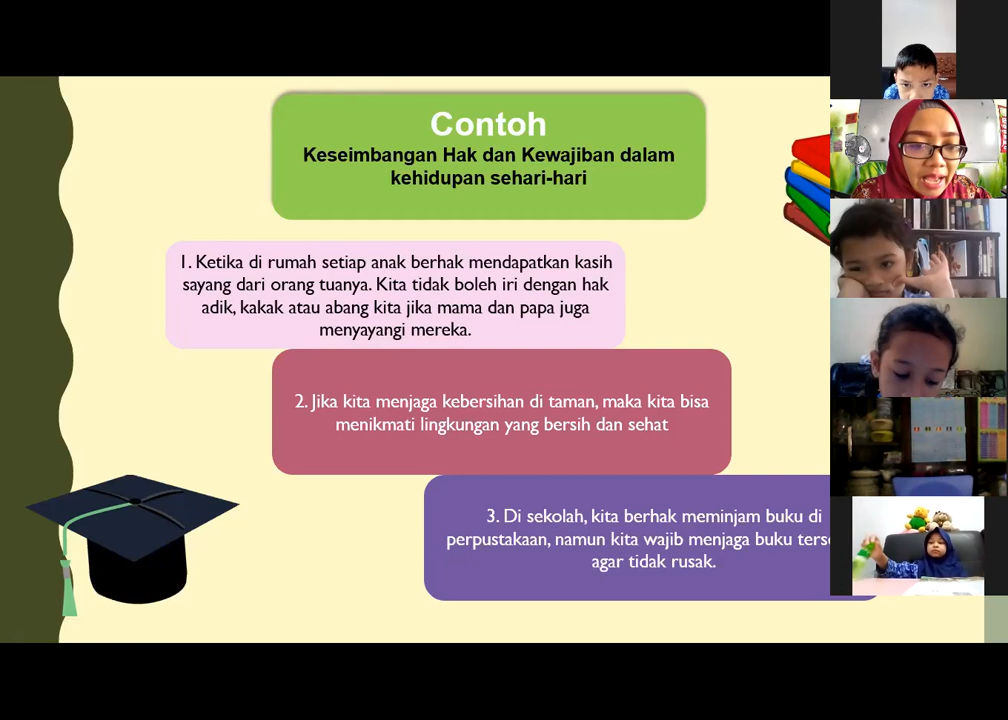 Contoh
Keseimbangan Hak dan Kewajiban dalam
kehidupan sehari-hari
1. Ketika di rumah setiap anak berhak mendapatkan kasih
sayang dari orang tuanya. Kita tidak boleh iri dengan hak
adik, kakak atau abang kita jika mama dan papa juga
menyayangi mereka.
2. Jika kita menjaga kebersihan di taman, maka kita bisa
menikmati lingkungan yang bersih dan sehat
3. Di sekolah, kita berhak meminjam buku di
perpustakaan, namun kita wajib menjaga buku
agar tidak rusak.